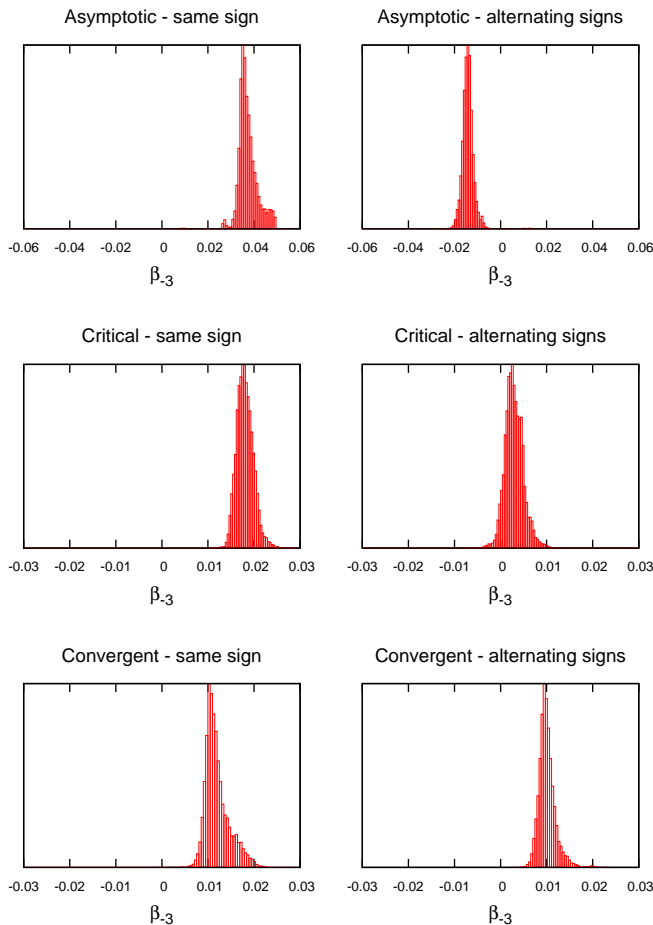 Asymptotic - same sign
Asymptotic - alternating signs
-0.06 -0.04 -0.02 0 0.02 0.04 0.06
-0.06 -0.04 -0.02 0 0.02 0.04 0.06
β-3
β-3
Critical - same sign
Critical - alternating signs
-0.03 -0.02 -0.01 0 0.01 0.02 0.03
-0.03 -0.02 -0.01 0 0.01 0.02 0.03
β-3
β-3
Convergent - same sign
Convergent - alternating signs
-0.03 -0.02 -0.01 0 0.01 0.02 0.03
-0.03 -0.02 -0.01 0 0.01 0.02 0.03
β-3
β-3